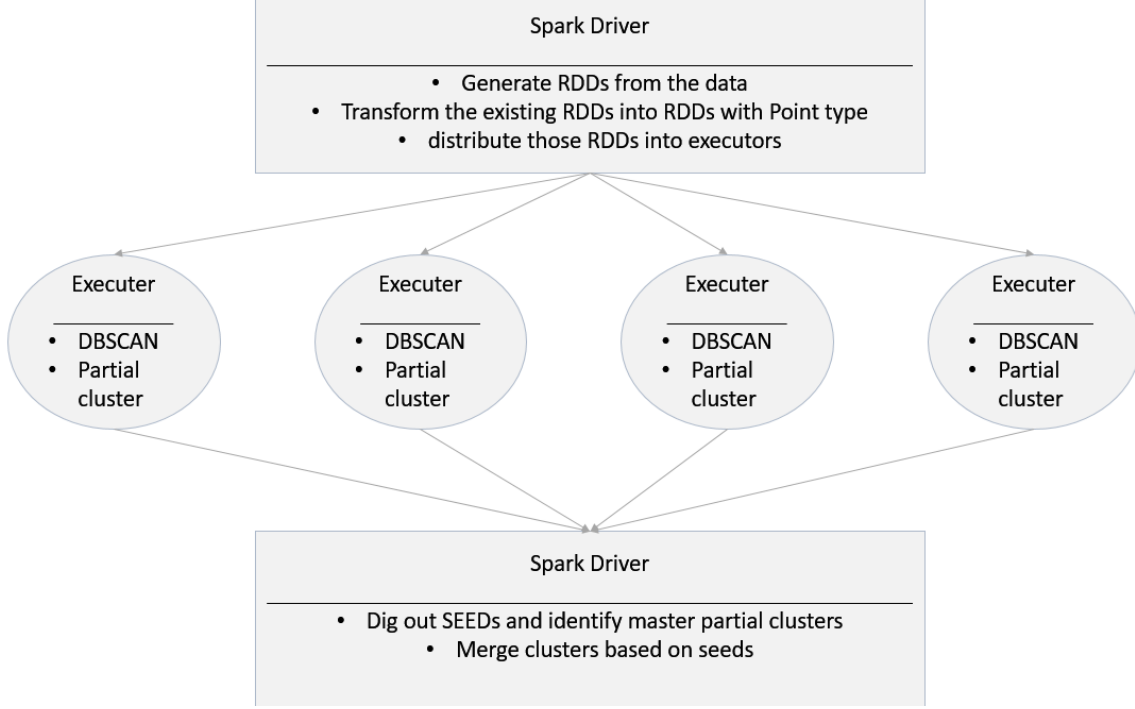 Spark Driver
• Generate RDDs from the data
• Transform the existing RDDs into RDDs with Point type
• distribute those RDDs into executors
Executer
• DBSCAN
• Partial
cluster
Executer
• DBSCAN
• Partial
cluster
Executer
• DBSCAN
• Partial
cluster
Executer
• DBSCAN
• Partial
cluster
Spark Driver
• Dig out SEEDs and identify master partial clusters
• Merge clusters based on seeds